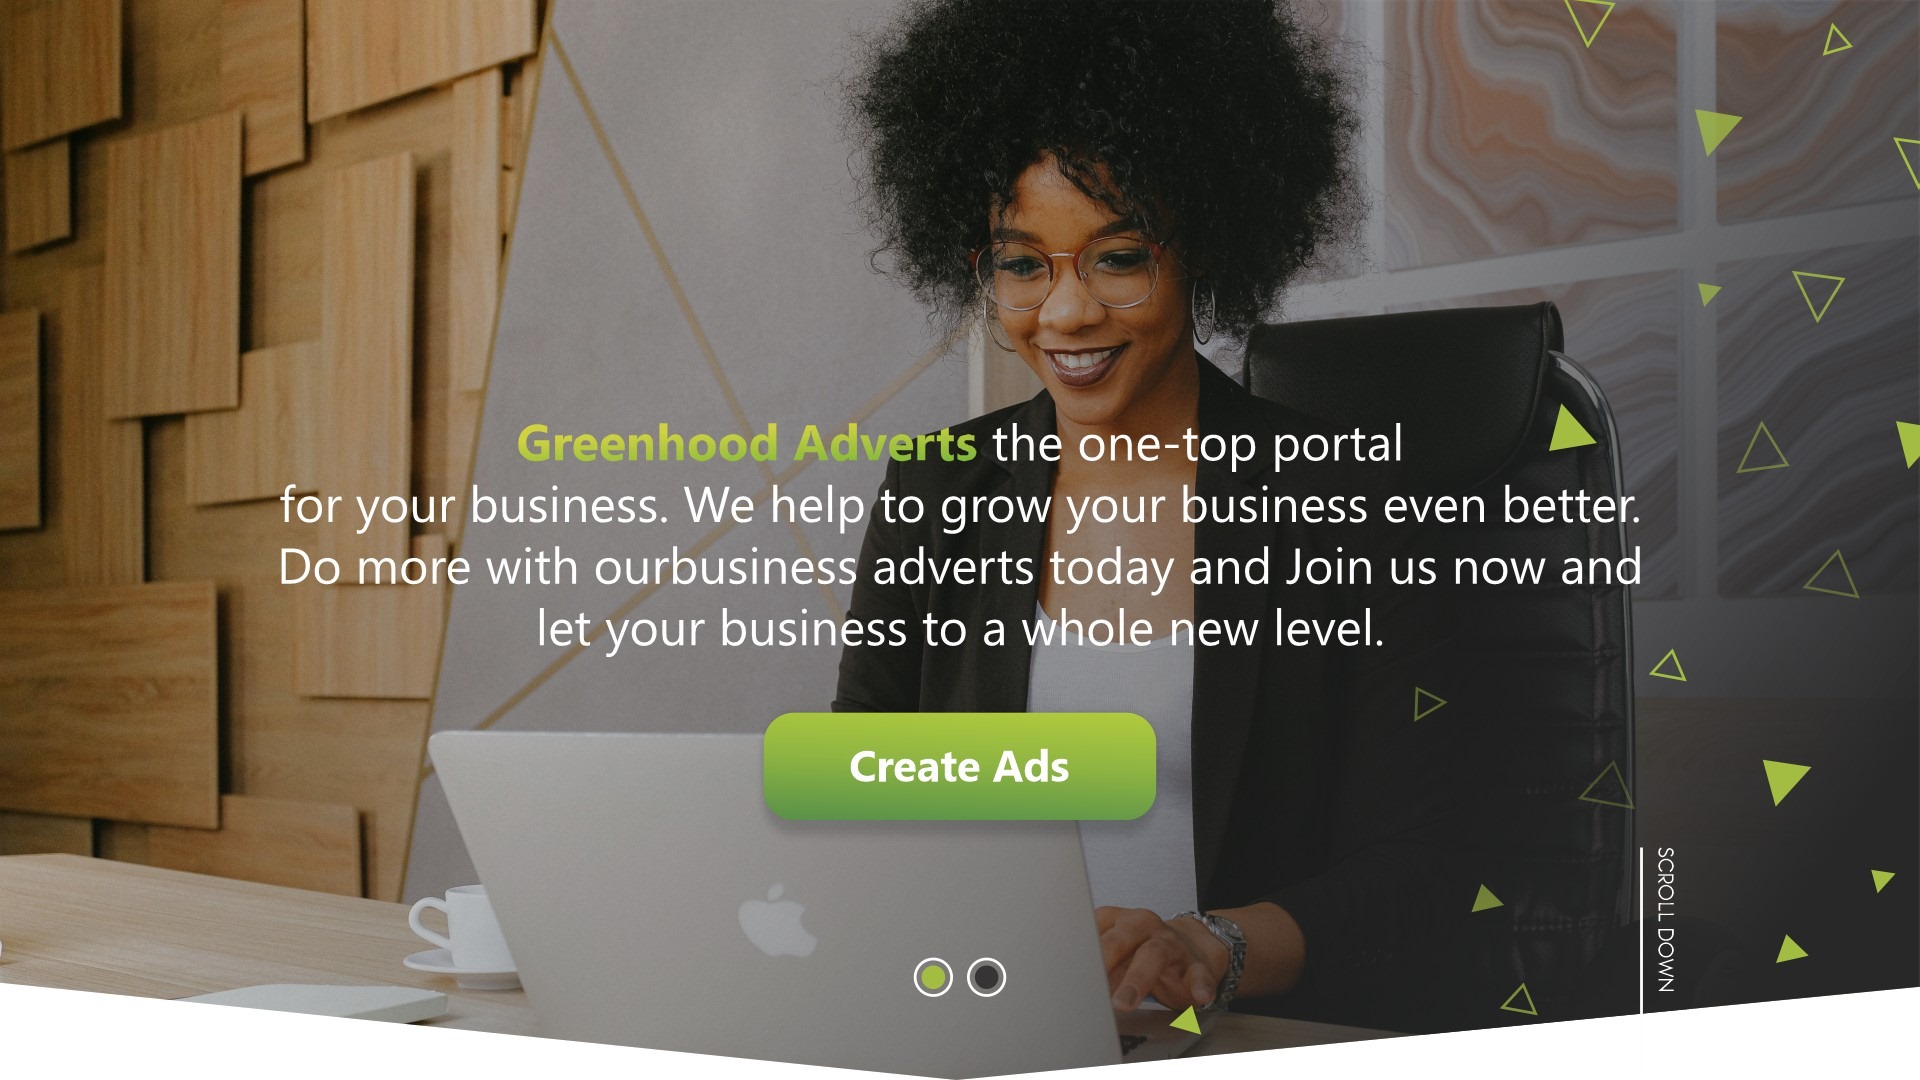 Greenhood Adverts the one-top portal
for your business. We help to grow your business even better.
Do more with ourbusiness adverts today and Join us now and
let your business to a whole new level.
Create Ads
SCROLL DOWN